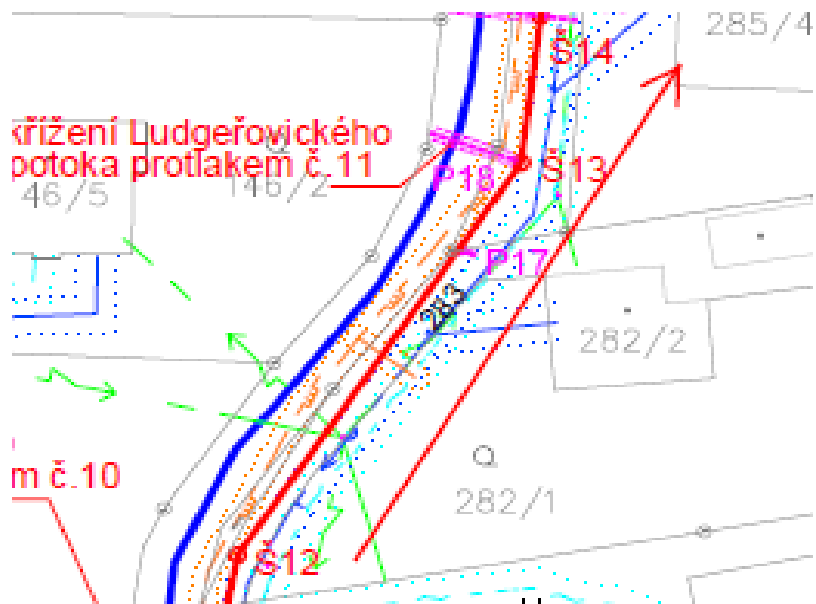 285/4
Š14
křížení Ludgeřovického
potoka protlakem č.11
Š13
P18
46/5
146/2
P17
283
282/2
m č.10
282/1
Š12